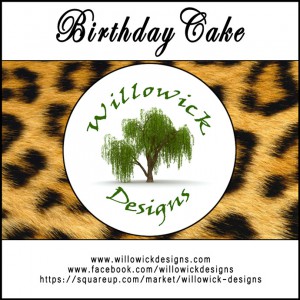 Birthday Cake
Willowick
Designs
www.willowickdesigns.com
www.facebook.com/willowickdesigns
https://squareup.com/market/willowick-designs